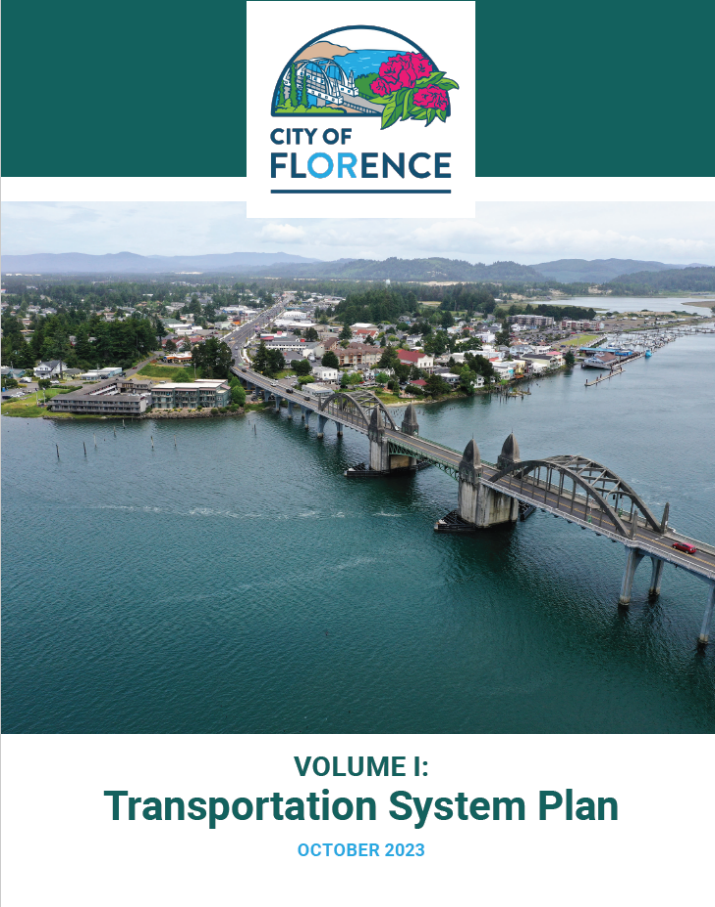 CITY OF
FLORENCE
VOLUME I:
Transportation System Plan
OCTOBER 2023